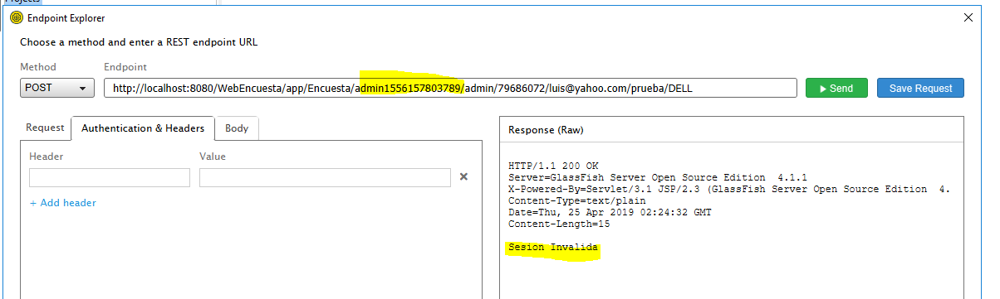 Projects
Endpoint Explorer
Choose a method and enter a REST endpoint URL
Method Endpoint
POST http://localhost:8080/WebEncuesta/app/Encuesta/admin1556157803789/admin/79686072/luis@yahoo.com/prueba/DELL Send Save Request
Request Authentication & Headers Body
Header Value
+ Add header
Response (Raw)
HTTP/1.1 200 OK
Server=GlassFish Server Open Source Edition 4.1.1
X-Powered-By=Servlet/3.1 JSP/2.3 (GlassFish Server Open Source Edition 4.
Content-Type=text/plain
Date=Thu, 25 Apr 2019 02:24:32 GMT
Content-Length=15
Sesion Invalida